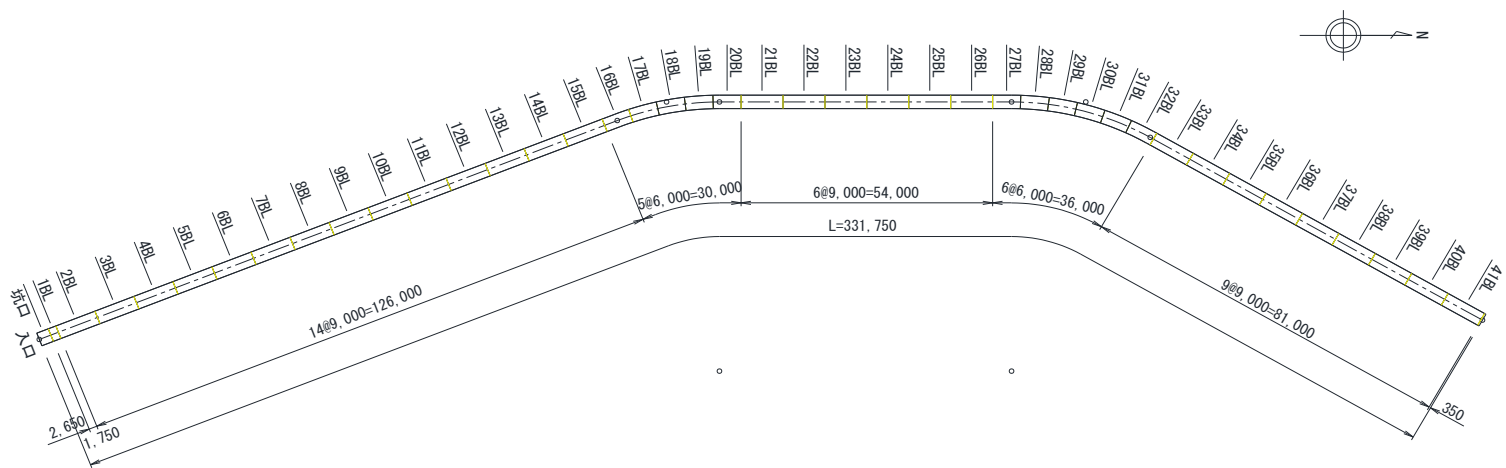 坑口
入口
1BL
2BL
3BL
4BL
5BL
6BL
7BL
8BL
9BL
10BL
11BL
12BL
13BL
14BL
15BL
16BL
17BL
18BL
19BL
20BL
21BL
22BL
23BL
24BL
25BL
26BL
27BL
28BL
29BL
30BL
31BL
32BL
33BL
34BL
35BL
36BL
37BL
38BL
39BL
40BL
41BL
N
5@6,000=30,000
6@9,000=54,000
6@6,000=36,000
L=331,750
14@9,000=126,000
9@9,000=81,000
2,650
1,750
350